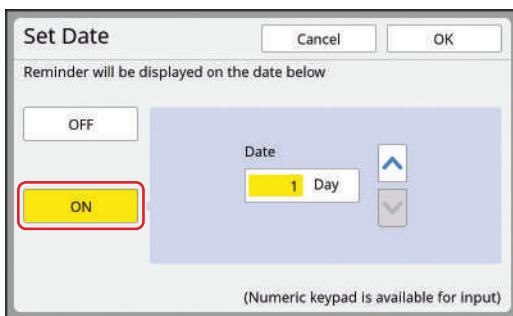 Set Date
Cancel
OK
Reminder will be displayed on the date below
OFF
Date
1 Day
ON
(Numeric keypad is available for input)